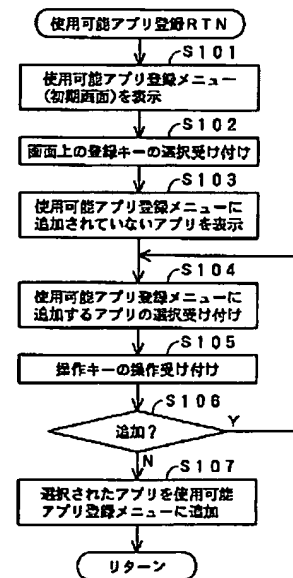 使用可能アプリ登録RTN
S101
使用可能アプリ登録メニュー
(初期画面)を表示
S102
画面上の登録キーの選択受け付け
S103
使用可能アプリ登録メニューに
追加されていないアプリを表示
S104
使用可能アプリ登録メニューに
追加するアプリの選択受け付け
S105
操作キーの操作受け付け
S106
追加?
Y
N
S107
選択されたアプリを使用可能
アプリ登録メニューに追加
リターン